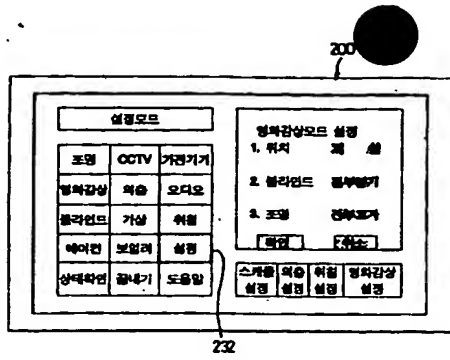 200
설정모드
조명 CCTV 가전기기
영화감상 외출 오디오
블라인드 가상 취침
에어컨 보일러 설정
상태확인 끝내기 도움말
영화감상모드 설정
1. 위치
2. 블라인드
3. 조명
확인 취소
스케줄 설정 외출 설정 취침 설정 영화감상 설정
232